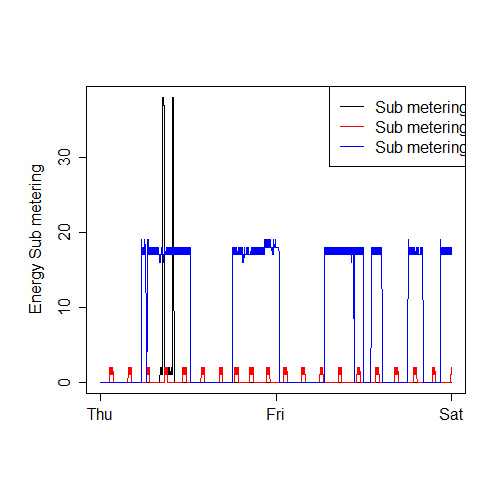 Sub metering
Sub metering
Sub metering
Energy Sub metering
30
20
10
0
Thu
Fri
Sat